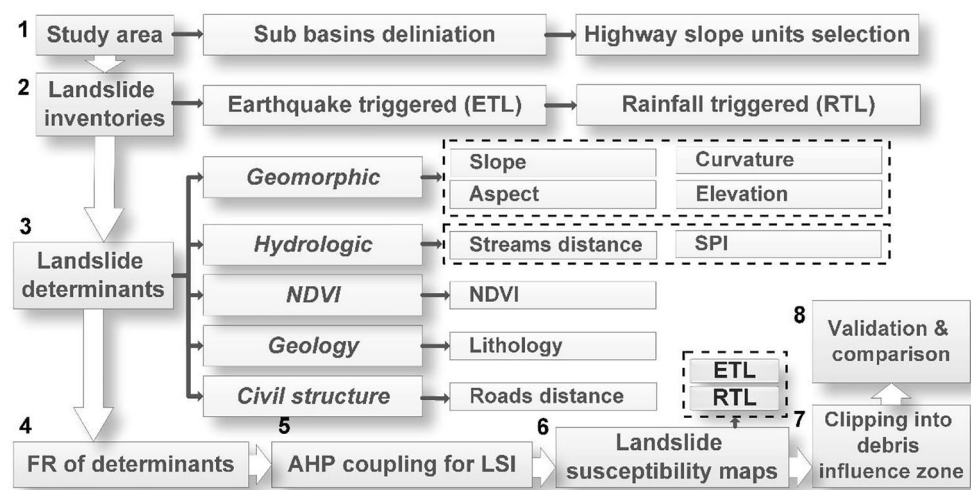 1
Study area
Sub basins deliniation
Highway slope units selection
2
Landslide
inventories
Earthquake triggered (ETL)
Rainfall triggered (RTL)
3
Landslide
determinants
Geomorphic
Slope
Curvature
Aspect
Elevation
Hydrologic
Streams distance
SPI
NDVI
NDVI
Geology
Lithology
Civil structure
Roads distance
4
FR of determinants
5
AHP coupling for LSI
6
Landslide
susceptibility maps
ETL
RTL
7
Clipping into
debris
influence zone
8
Validation &
comparison